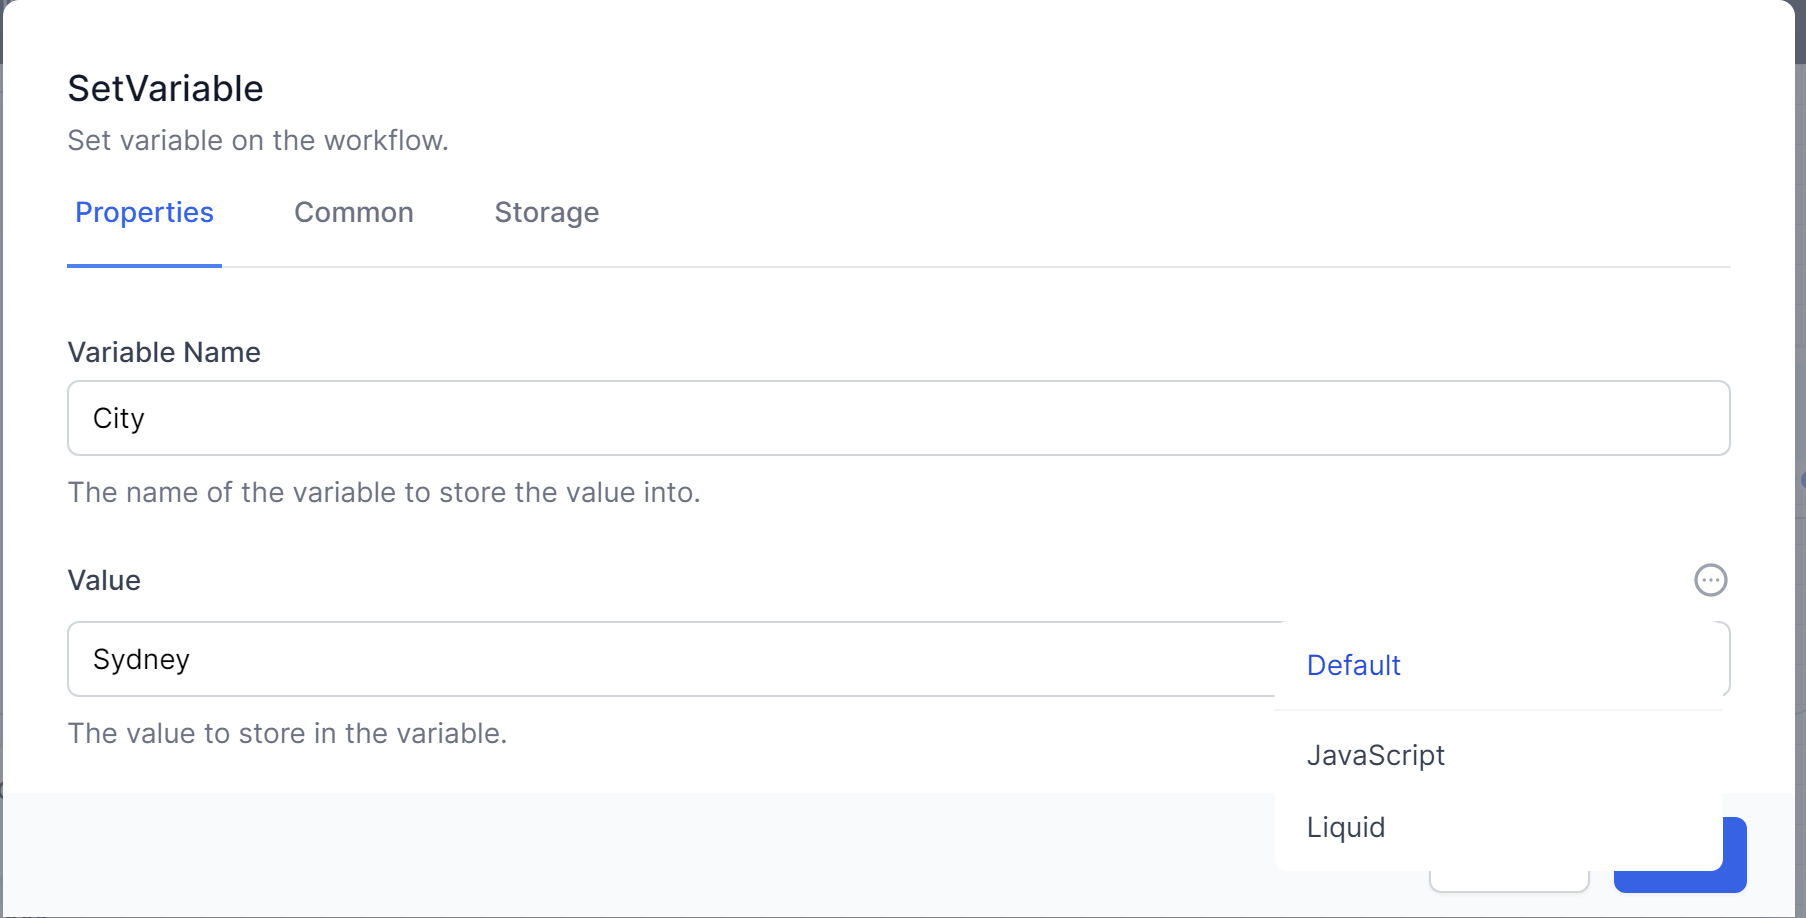 SetVariable
Set variable on the workflow.
Properties Common Storage
Variable Name
City
The name of the variable to store the value into.
Value
Sydney
Default
The value to store in the variable.
JavaScript
Liquid